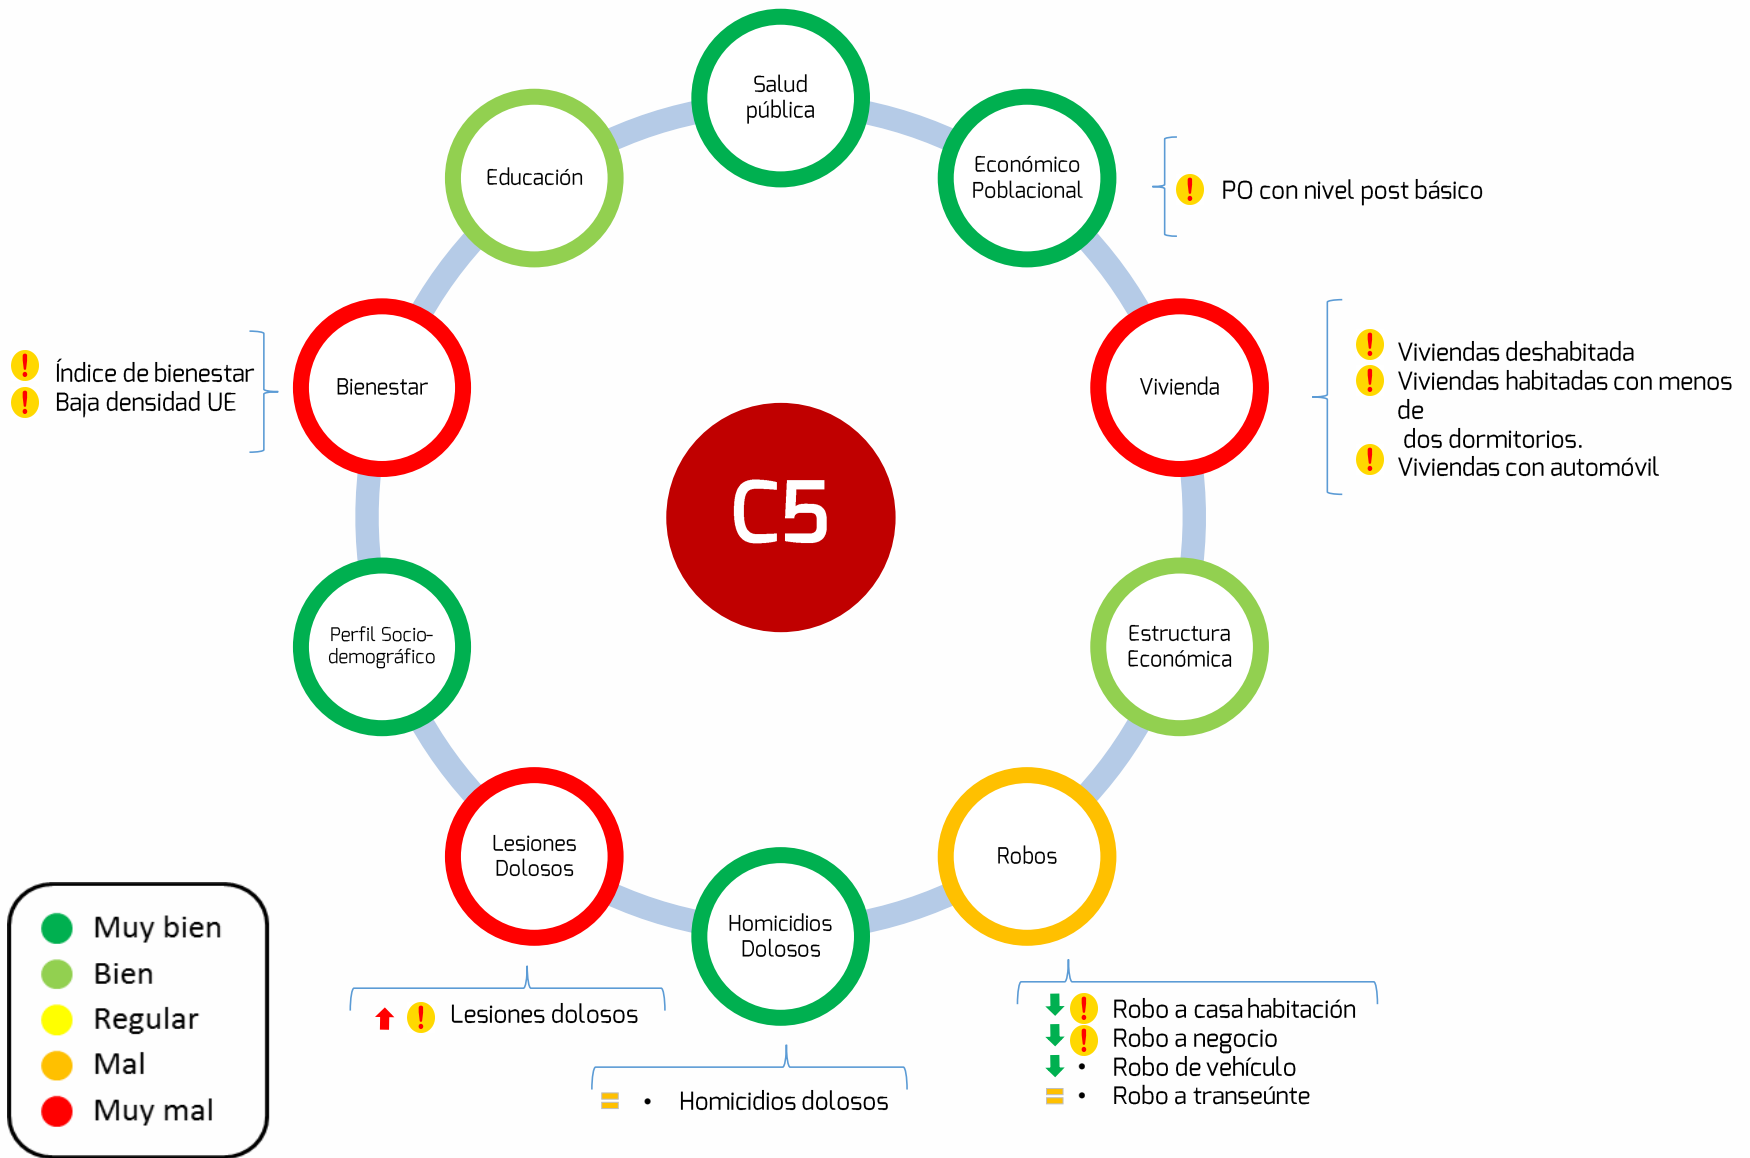 Salud
pública
Educación
Económico
Poblacional
! PO con nivel post básico
! Índice de bienestar
! Baja densidad UE
Bienestar
Vivienda
! Viviendas deshabitada
! Viviendas habitadas con menos
de
dos dormitorios.
! Viviendas con automóvil
C5
Perfil Socio-
demográfico
Estructura
Económica
Lesiones
Dolosos
Homicidios
Dolosos
Robos
! Lesiones dolosos
• Homicidios dolosos
! Robo a casa habitación
! Robo a negocio
• Robo de vehículo
• Robo a transeúnte
Muy bien
Bien
Regular
Mal
Muy mal